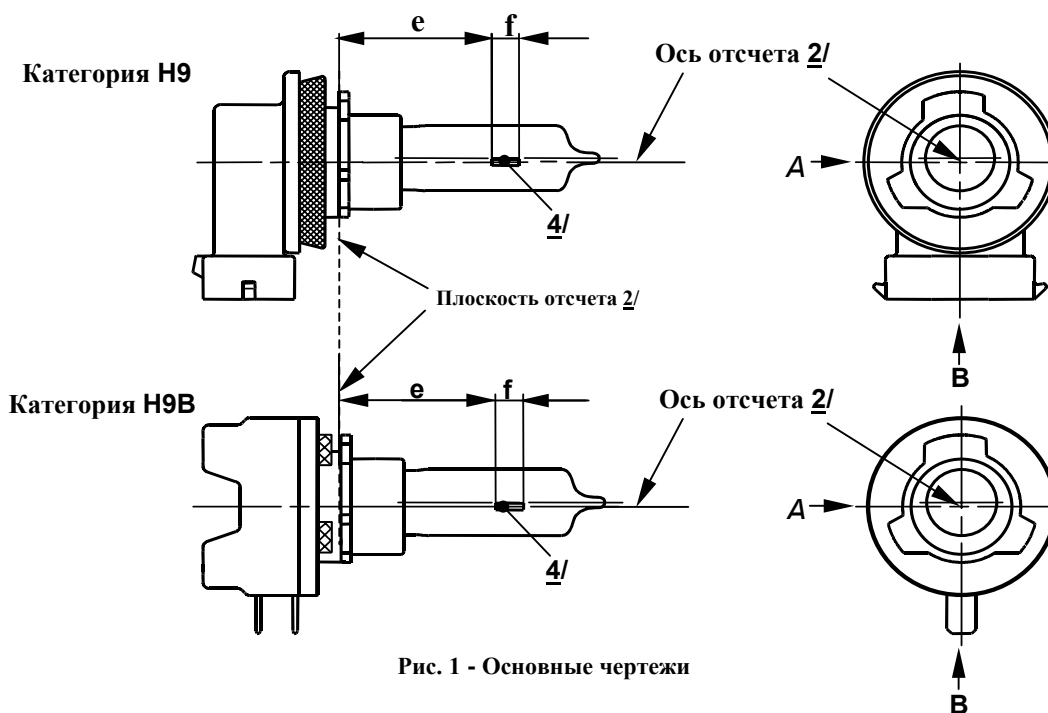 e f
Категория H9
Ось отсчета 2/
A
4/
Плоскость отсчета 2/
B
e f
Категория H9B
Ось отсчета 2/
A
4/
Рис. 1 - Основные чертежи
B